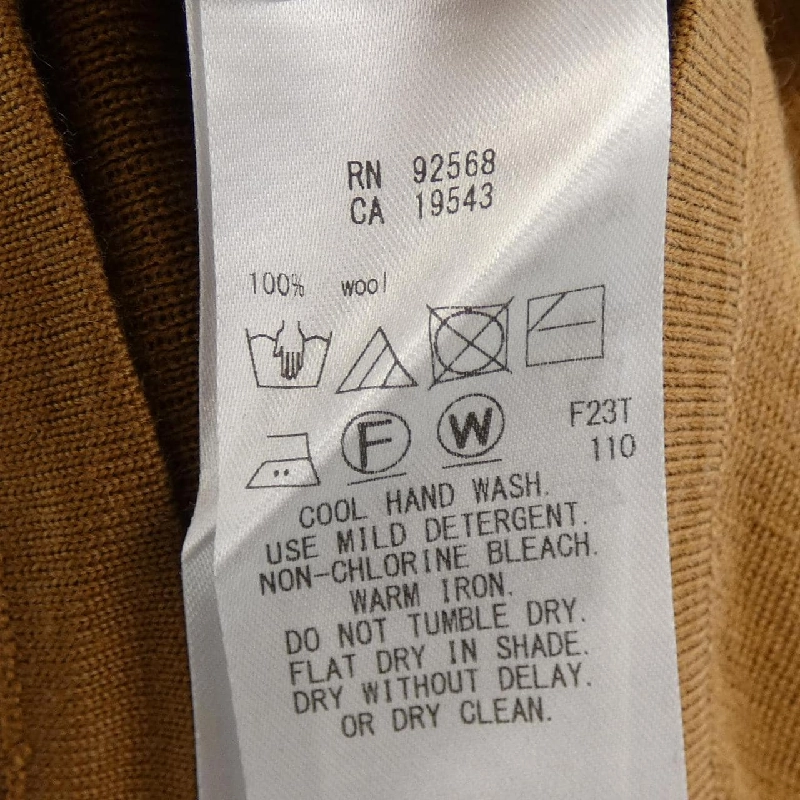 RN 92568
CA 19543
100% wool
F
W
F23T
110
COOL HAND WASH.
USE MILD DETERGENT.
NON-CHLORINE BLEACH.
WARM IRON.
DO NOT TUMBLE DRY.
FLAT DRY IN SHADE.
DRY WITHOUT DELAY.
OR DRY CLEAN.